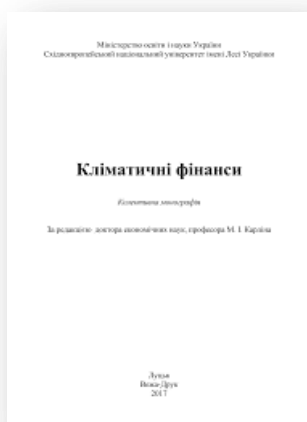 Міністерство освіти і науки України
Східноєвропейський національний університет імені Лесі Українки
Кліматичні фінанси
Колективна монографія
За редакцією доктора економічних наук, професора М. І. Карліна
Луцьк
Вежа-Друк
2017